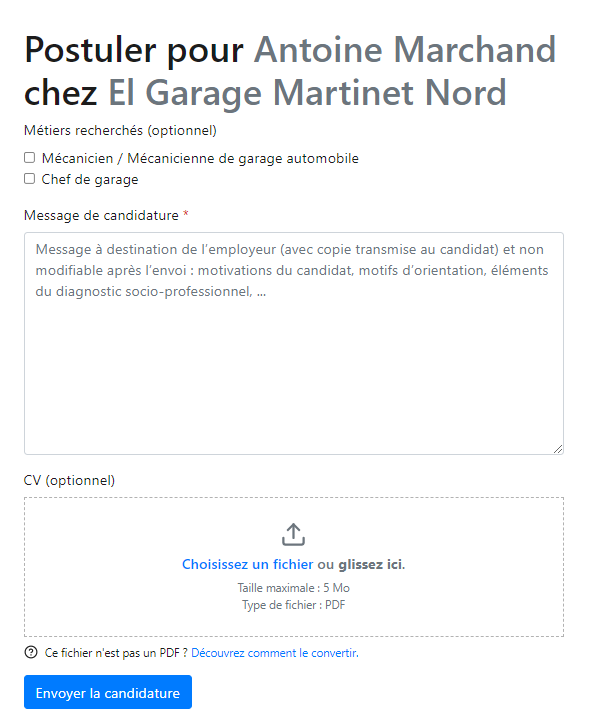 Postuler pour Antoine Marchand
chez El Garage Martinet Nord
Métiers recherchés (optionnel)
Mécanicien / Mécanicienne de garage automobile
Chef de garage
Message de candidature *
Message à destination de l’employeur (avec copie transmise au candidat) et non
modifiable après l’envoi : motivations du candidat, motifs d’orientation, éléments
du diagnostic socio-professionnel, ...
CV (optionnel)
Choisissez un fichier ou glissez ici.
Taille maximale : 5 Mo
Type de fichier : PDF
Ce fichier n'est pas un PDF ? Découvrez comment le convertir.
Envoyer la candidature